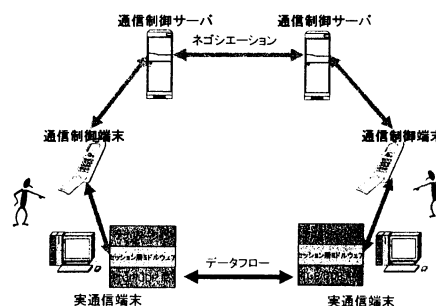 通信制御サーバ 通信制御サーバ
ネゴシエーション
通信制御端末 通信制御端末
セッション層ミドルウェア セッション層ミドルウェア
データフロー
実通信端末 実通信端末